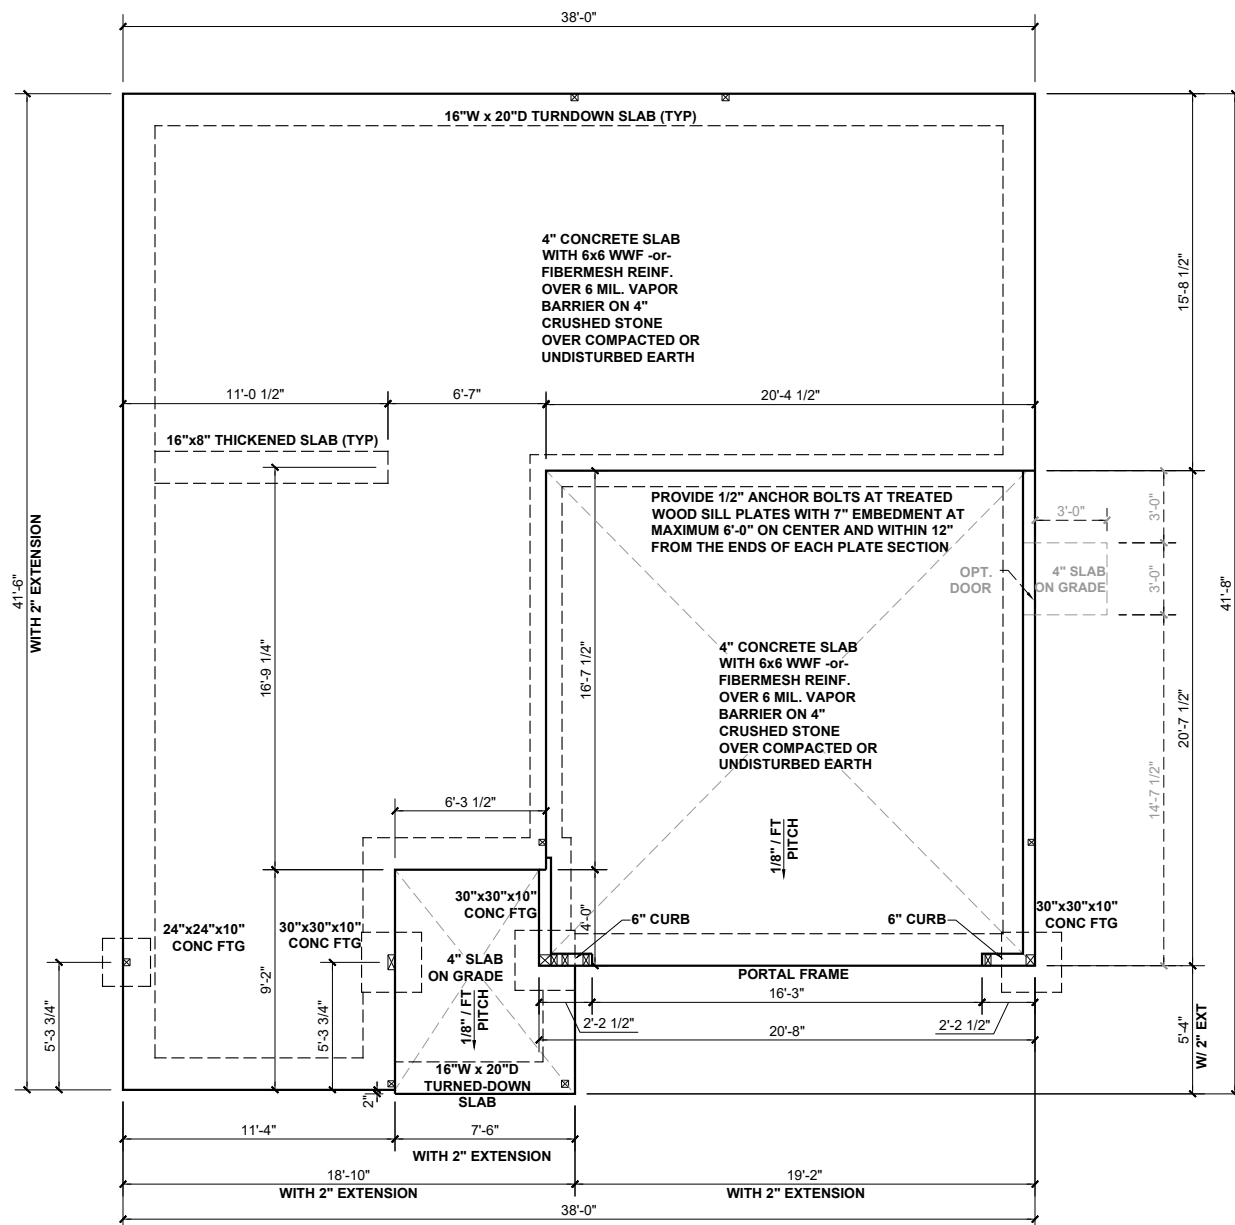 38'-0"
16"W x 20"D TURNDOWN SLAB (TYP)
4" CONCRETE SLAB
WITH 6x6 WWF -or-
FIBERMESH REINF.
OVER 6 MIL. VAPOR
BARRIER ON 4"
CRUSHED STONE
OVER COMPACTED OR
UNDISTURBED EARTH
15'-8 1/2"
11'-0 1/2"
6'-7"
20'-4 1/2"
16"x8" THICKENED SLAB (TYP)
PROVIDE 1/2" ANCHOR BOLTS AT TREATED
WOOD SILL PLATES WITH 7" EMBEDMENT AT
MAXIMUM 6'-0" ON CENTER AND WITHIN 12"
FROM THE ENDS OF EACH PLATE SECTION
3'-0"
3'-0"
OPT.
DOOR
4" SLAB
ON GRADE
3'-0"
41'-6"
WITH 2" EXTENSION
41'-8"
16'-9 1/4"
16'-7 1/2"
4" CONCRETE SLAB
WITH 6x6 WWF -or-
FIBERMESH REINF.
OVER 6 MIL. VAPOR
BARRIER ON 4"
CRUSHED STONE
OVER COMPACTED OR
UNDISTURBED EARTH
20'-7 1/2"
14'-7 1/2"
6'-3 1/2"
1/8" / FT
PITCH
30"x30"x10"
CONC FTG
24"x24"x10"
CONC FTG
30"x30"x10"
CONC FTG
4'-0"
6" CURB
6" CURB
30"x30"x10"
CONC FTG
4" SLAB
ON GRADE
PORTAL FRAME
9'-2"
16'-3"
1/8" / FT
PITCH
2'-2 1/2"
2'-2 1/2"
20'-8"
5'-3 3/4"
5'-3 3/4"
5'-4"
W/ 2" EXT
16"W x 20"D
TURNED-DOWN
SLAB
2"
11'-4"
7'-6"
WITH 2" EXTENSION
18'-10"
WITH 2" EXTENSION
19'-2"
WITH 2" EXTENSION
38'-0"